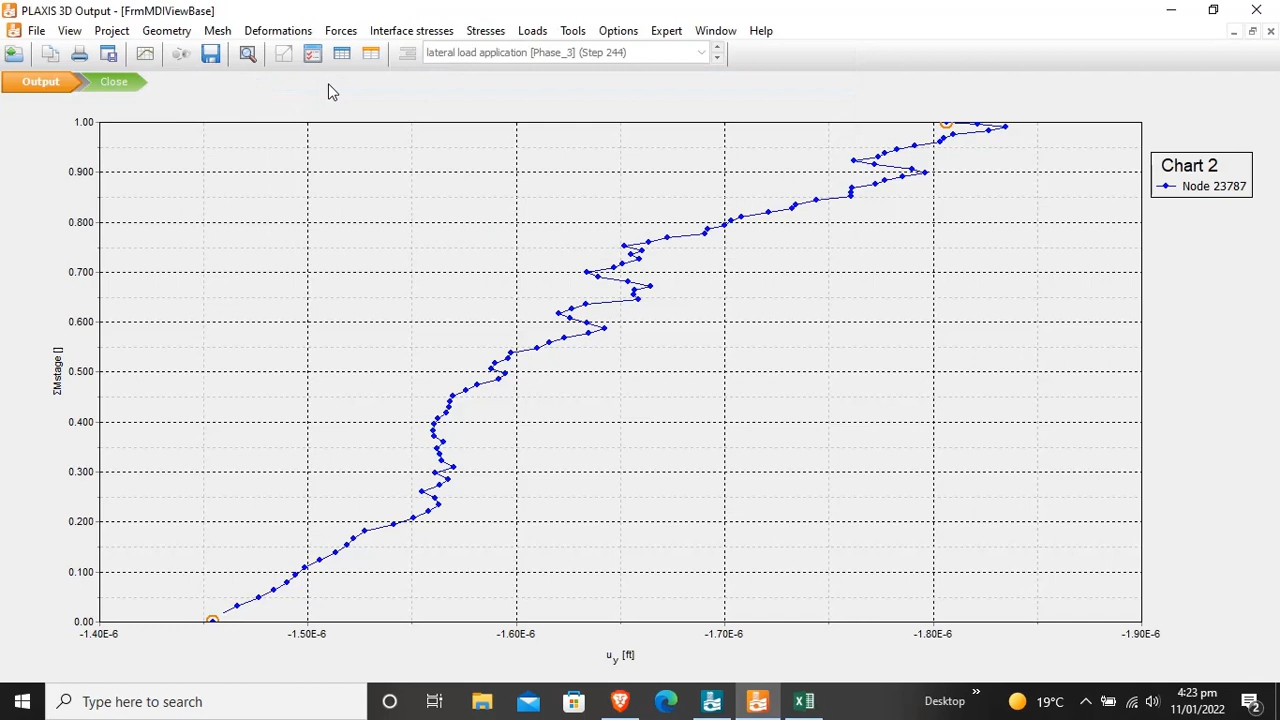 PLAXIS 3D Output - [FrmMDIViewBase]
File View Project Geometry Mesh Deformations Forces Interface stresses Stresses Loads Tools Options Expert Window Help
lateral load application [Phase_3] (Step 244)
Output Close
1.00
0.900
0.800
0.700
0.600
0.500
0.400
0.300
0.200
0.100
0.00
ΣMstage []
-1.40E-6 -1.50E-6 -1.60E-6 -1.70E-6 -1.80E-6 -1.90E-6
uy [ft]
Chart 2
Node 23787
Type here to search
Desktop
19°C
4:23 pm
11/01/2022
2